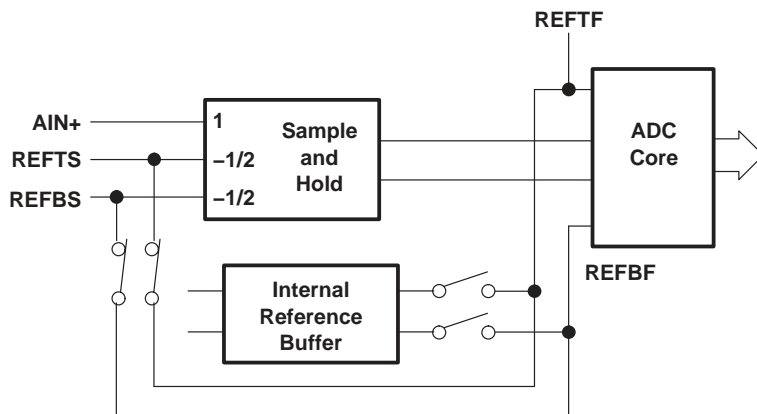 REFTF
AIN+
REFTS
REFBS
1
–1/2
–1/2
Sample
and
Hold
ADC
Core
REFBF
Internal
Reference
Buffer